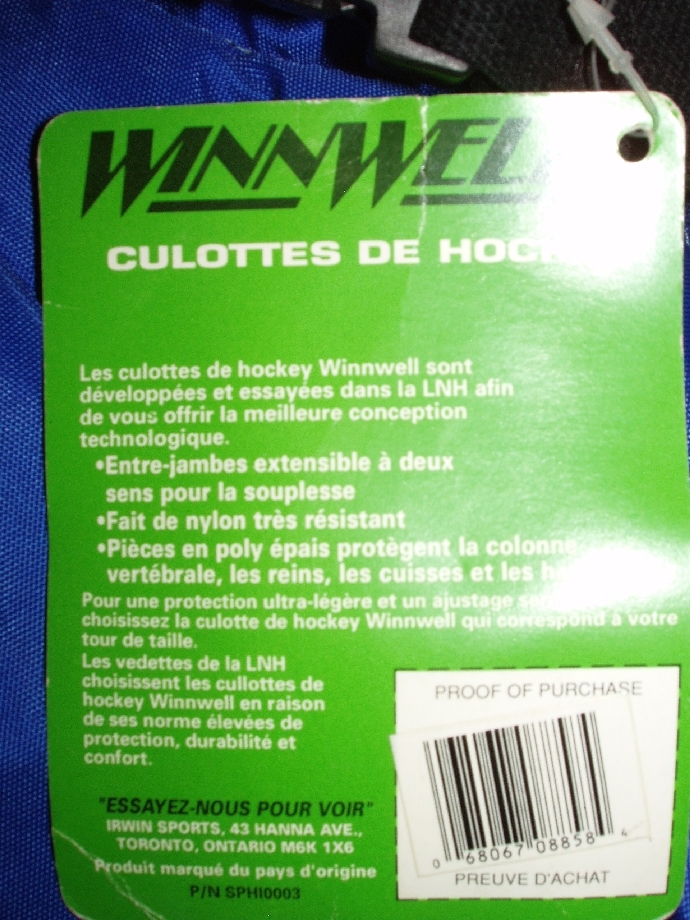 WINNWELL
CULOTTES DE
Les culottes de hockey Winnwell sont
développées et essayées dans la LNH afin
de vous offrir la meilleure conception
technologique.
•Entre-jambes extensible à deux
sens pour la souplesse
•Fait de nylon très résistant
•Pièces en poly épais protègent la colonne
vertébrale, les reins, les cuisses et les
Pour une protection ultra-légère et un ajustage
choisissez la culotte de hockey Winnwell qui correspond à votre
tour de taille.
Les vedettes de la LNH
choisissent les cullottes de
hockey Winnwell en raison
de ses norme élevées de
protection, durabilité et
confort.
"ESSAYEZ-NOUS POUR VOIR"
IRWIN SPORTS, 43 HANNA AVE.,
TORONTO, ONTARIO M6K 1X6
Produit marqué du pays d'origine
P/N SPHI0003
PROOF OF PURCHASE
0 68067 08858 4
PREUVE D'ACHAT